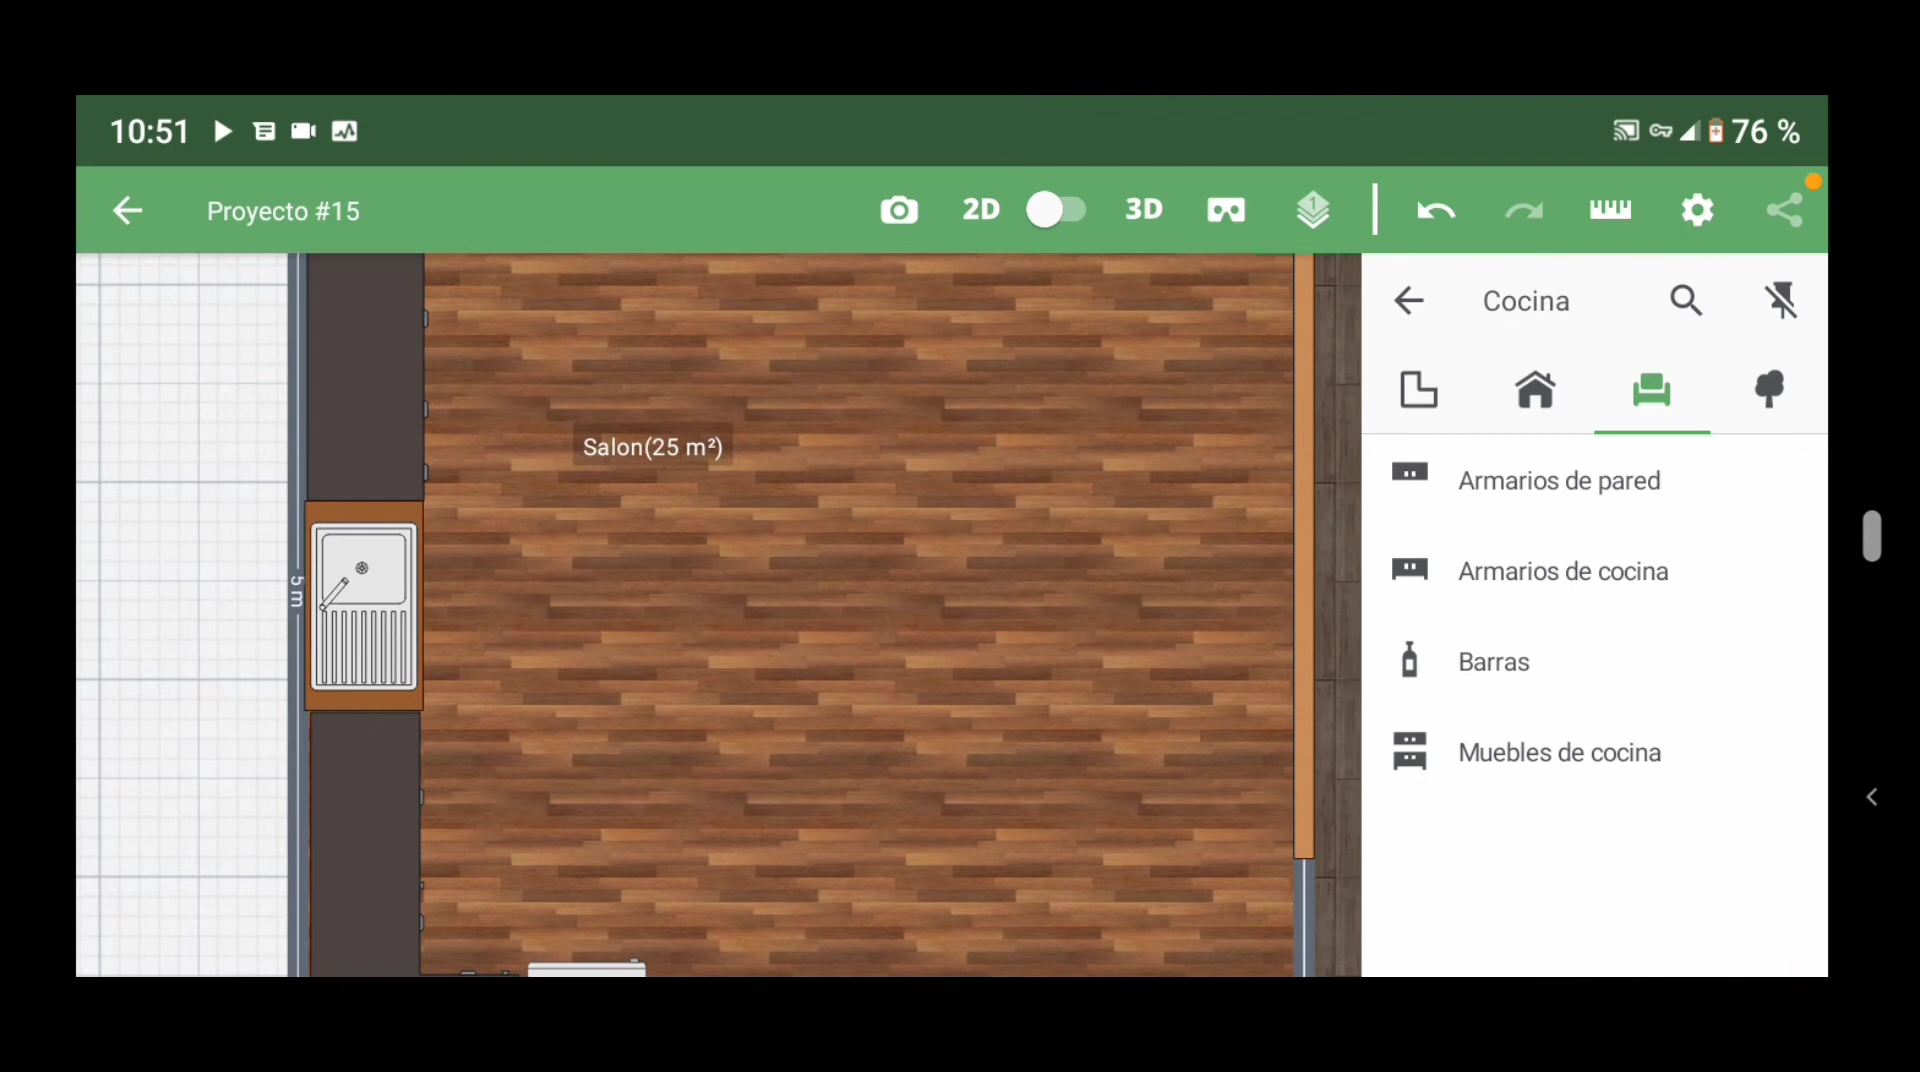 10:51
76 %
Proyecto #15
2D
3D
1
Cocina
Salon(25 m²)
Armarios de pared
Armarios de cocina
5 m
Barras
Muebles de cocina